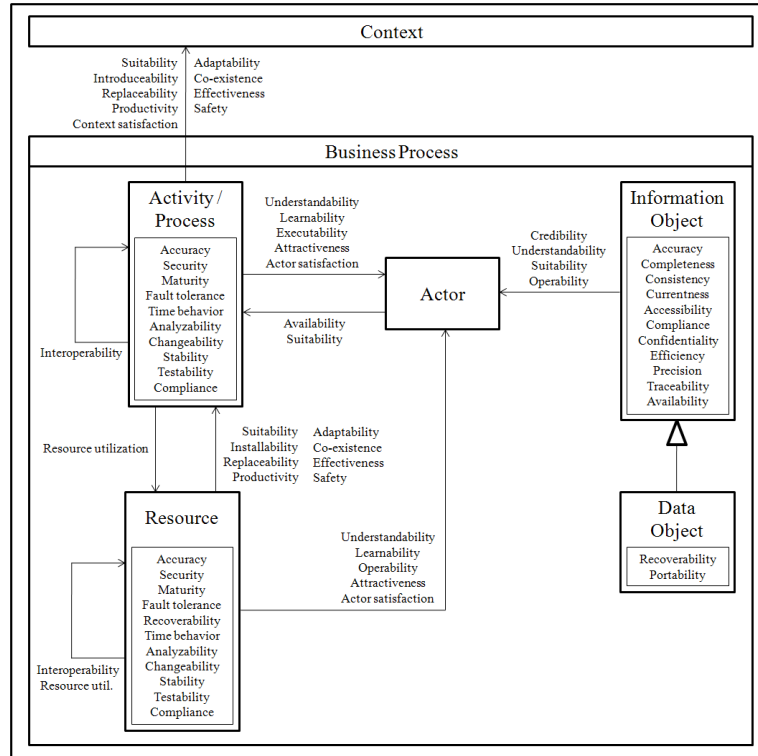 Context
Suitability
Introduceability
Replaceability
Productivity
Context satisfaction
Adaptability
Co-existence
Effectiveness
Safety
Business Process
Activity /
Process
Accuracy
Security
Maturity
Fault tolerance
Time behavior
Analyzability
Changeability
Stability
Testability
Compliance
Interoperability
Understandability
Learnability
Executability
Attractiveness
Actor satisfaction
Availability
Suitability
Actor
Credibility
Understandability
Suitability
Operability
Information
Object
Accuracy
Completeness
Consistency
Currentness
Accessibility
Compliance
Confidentiality
Efficiency
Precision
Traceability
Availability
Resource utilization
Suitability
Installability
Replaceability
Productivity
Adaptability
Co-existence
Effectiveness
Safety
Resource
Accuracy
Security
Maturity
Fault tolerance
Recoverability
Time behavior
Analyzability
Changeability
Stability
Testability
Compliance
Interoperability
Resource util.
Understandability
Learnability
Operability
Attractiveness
Actor satisfaction
Data
Object
Recoverability
Portability